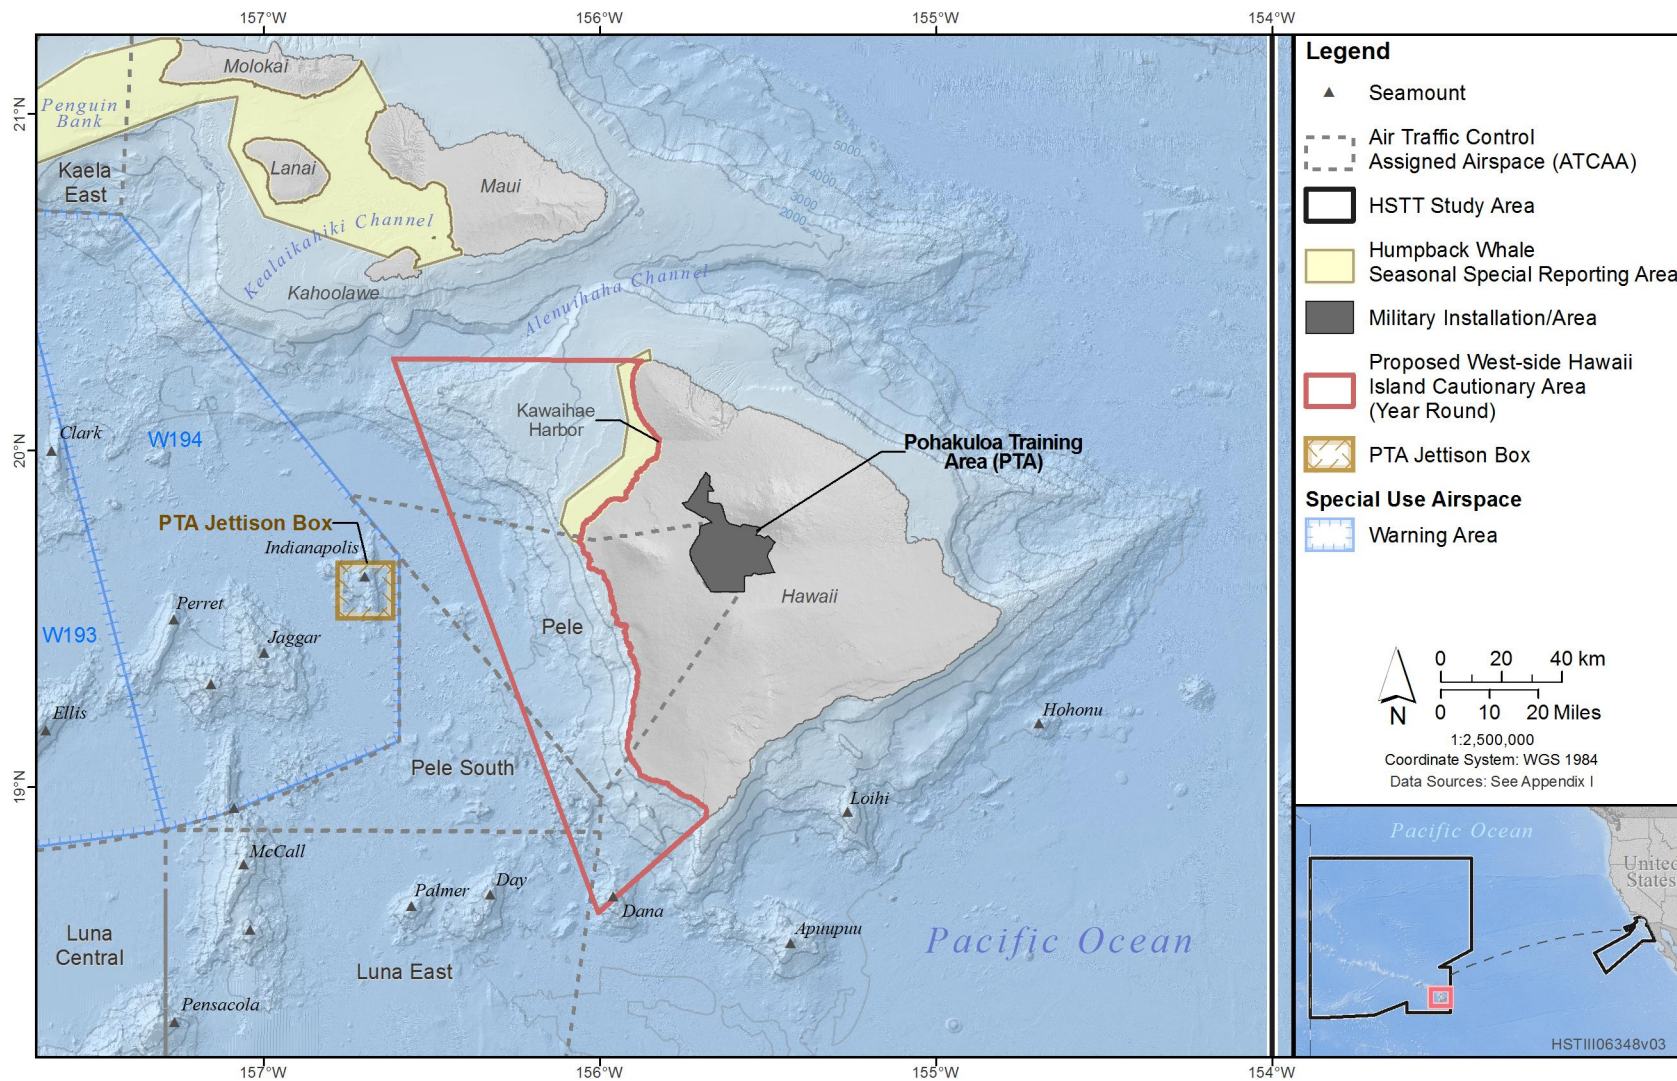 157°W
156°W
155°W
154°W
21°N
20°N
19°N
Molokai
Penguin
Bank
Kaela
East
Lanai
Maui
Kealaikahiki Channel
Kahoolawe
Alenuihaha Channel
5000
4000
3000
2000
Clark
W194
Kawaihae
Harbor
Pohakuloa Training
Area (PTA)
PTA Jettison Box
Indianapolis
Perret
W193
Jaggar
Pele
Hawaii
Ellis
Hohonu
Pele South
Loihi
McCall
Palmer
Day
Dana
Apuupuu
Luna
Central
Luna East
Pacific Ocean
Pensacola
157°W
156°W
155°W
154°W
Legend
Seamount
Air Traffic Control
Assigned Airspace (ATCAA)
HSTT Study Area
Humpback Whale
Seasonal Special Reporting Area
Military Installation/Area
Proposed West-side Hawaii
Island Cautionary Area
(Year Round)
PTA Jettison Box
Special Use Airspace
Warning Area
N
0 20 40 km
0 10 20 Miles
1:2,500,000
Coordinate System: WGS 1984
Data Sources: See Appendix I
Pacific Ocean
United
States
HSTIII06348v03